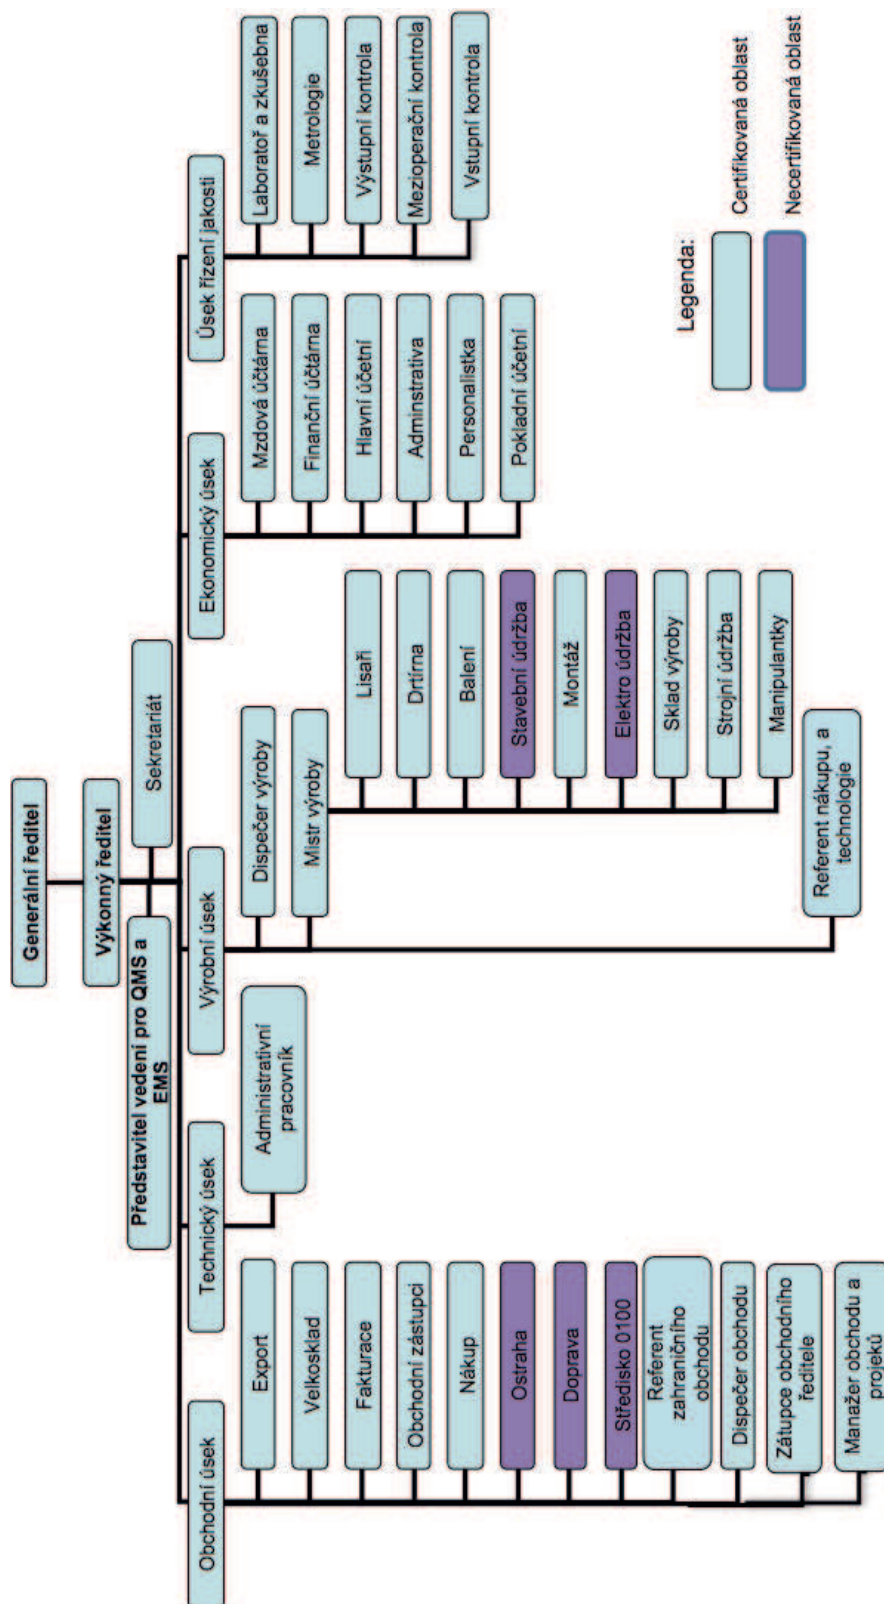 Generální ředitel
Výkonný ředitel
Sekretariát
Představitel vedení pro QMS a
EMS
Obchodní úsek
Export
Velkosklad
Fakturace
Obchodní zástupci
Nákup
Ostraha
Doprava
Středisko 0100
Referent
zahraničního
obchodu
Dispečer obchodu
Zátupce obchodního
ředitele
Manažer obchodu a
projeků
Technický úsek
Administrativní
pracovník
Výrobní úsek
Dispečer výroby
Mistr výroby
Lisaři
Drtírna
Balení
Stavební údržba
Montáž
Elektro údržba
Sklad výroby
Strojní údržba
Manipulantky
Referent nákupu, a
technologie
Ekonomický úsek
Mzdová účtárna
Finanční účtárna
Hlavní účetní
Adminstrativa
Personalistka
Pokladní účetní
Úsek řízení jakosti
Laboratoř a zkušebna
Metrologie
Výstupní kontrola
Mezioperační kontrola
Vstupní kontrola
Legenda:
Certifikovaná oblast
Necertifikovaná oblast